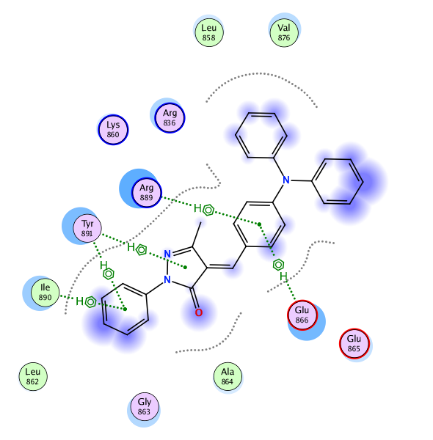 Leu
858
Val
876
Lys
860
Arg
836
Arg
889
Tyr
891
H
H
H
N
N
N
O
H
H
Ile
890
Glu
866
Glu
865
Leu
862
Ala
864
Gly
863